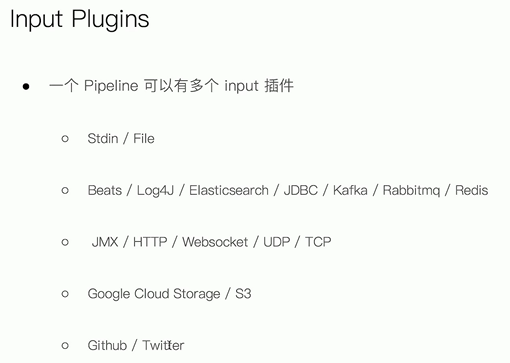 Input Plugins
● 一个 Pipeline 可以有多个 input 插件
○ Stdin / File
○ Beats / Log4J / Elasticsearch / JDBC / Kafka / Rabbitmq / Redis
○ JMX / HTTP / Websocket / UDP / TCP
○ Google Cloud Storage / S3
○ Github / Twitter